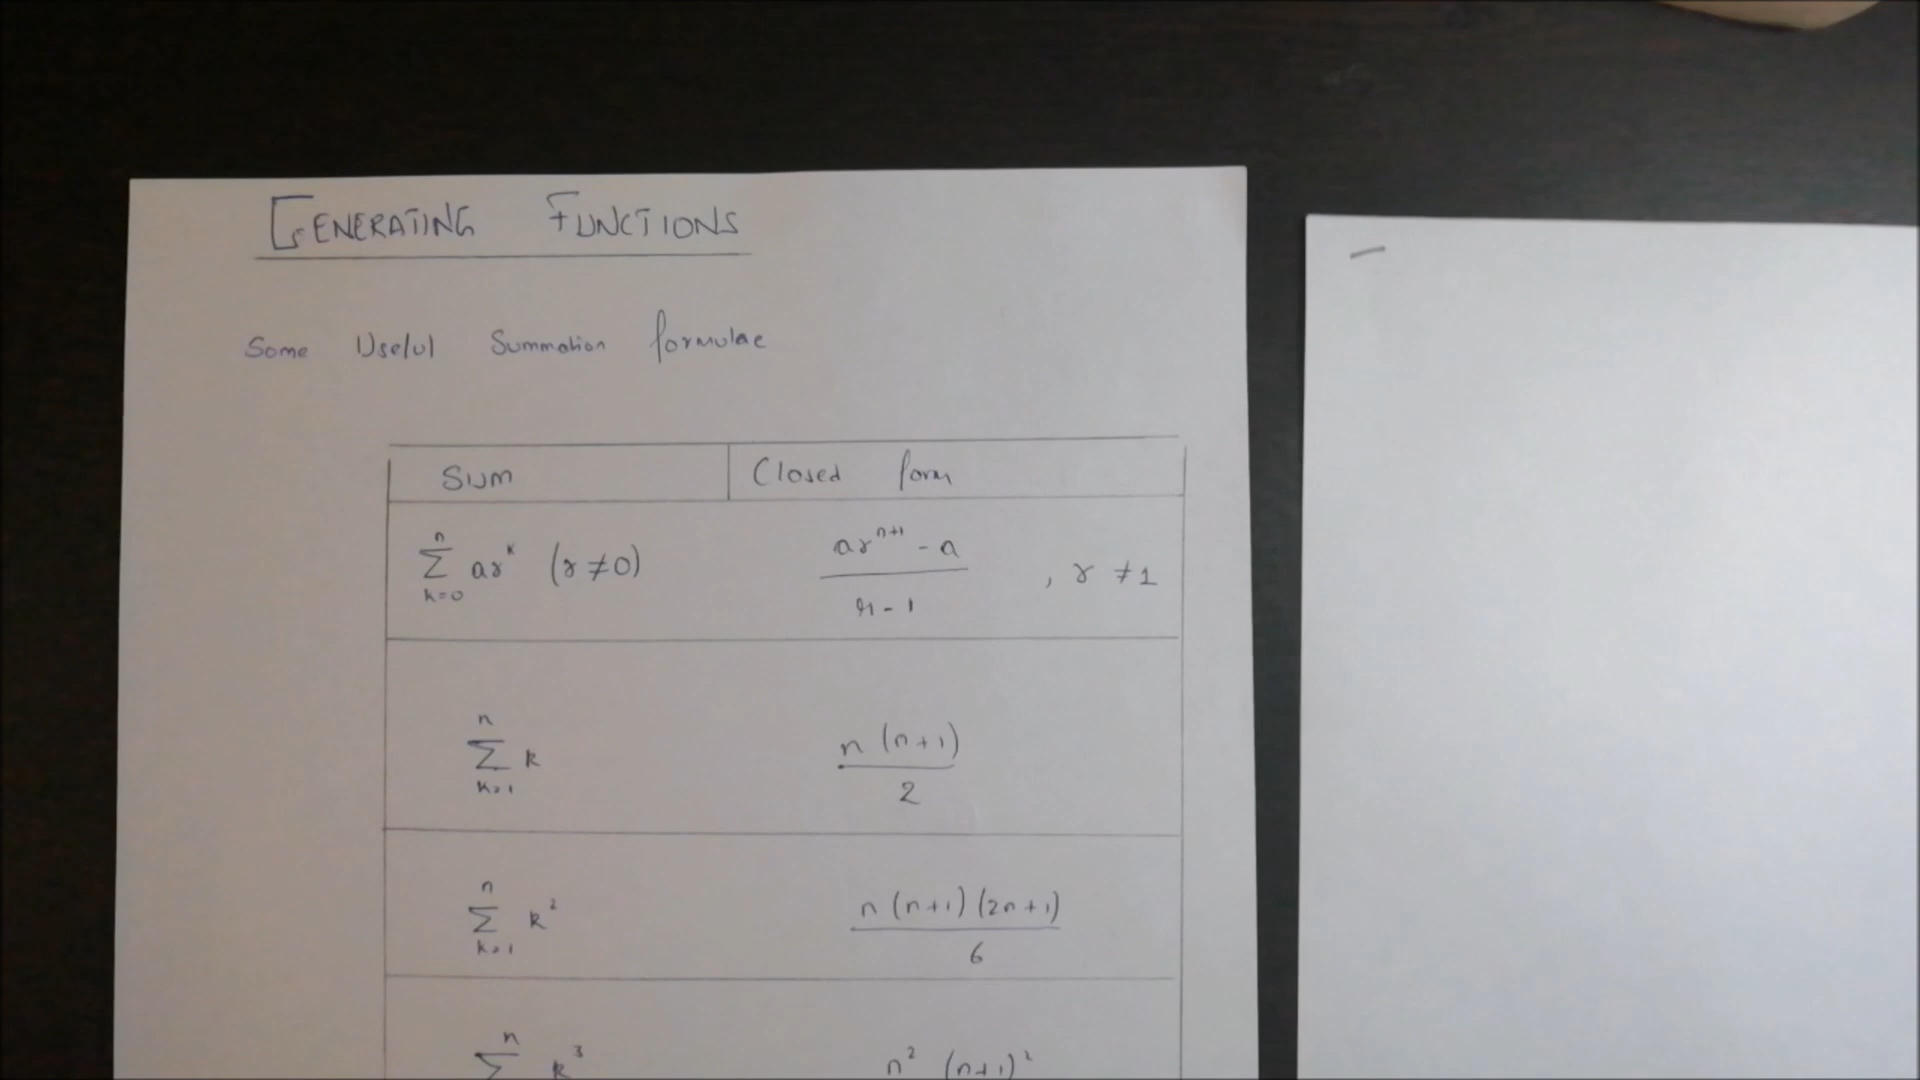 GENERATING FUNCTIONS
Some Useful Summation formulae
Sum Closed form
n
∑ ar^k (r ≠ 0)
k=0
ar^(n+1) - a
r - 1
, r ≠ 1
n
∑ k
k=1
n (n+1)
2
n
∑ k²
k=1
n (n+1) (2n+1)
6
n
∑ k³
n² (n+1)²